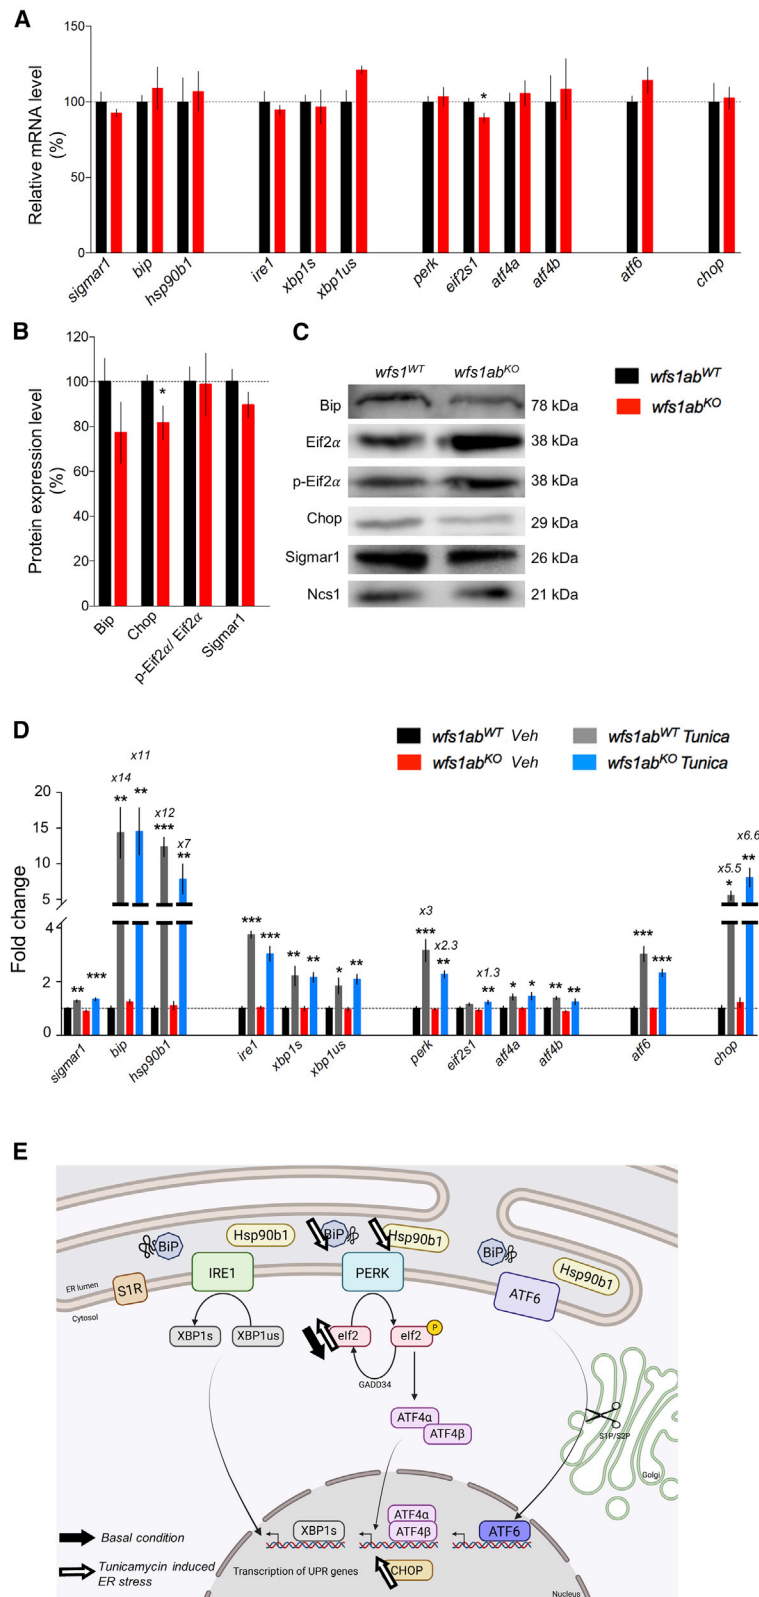 A
Relative mRNA level
(%)
150
100
50
0
*
sigmar1
bip
hsp90b1
ire1
xbp1s
xbp1us
perk
eif2s1
atf4a
atf4b
atf6
chop
B
Protein expression level
(%)
120
100
80
60
40
20
0
*
Bip
Chop
p-Eif2α/ Eif2α
Sigmar1
C
wfs1WT
wfs1abKO
Bip
78 kDa
Eif2α
38 kDa
p-Eif2α
38 kDa
Chop
29 kDa
Sigmar1
26 kDa
Ncs1
21 kDa
wfs1abWT
wfs1abKO
D
wfs1abWT Veh
wfs1abKO Veh
wfs1abWT Tunica
wfs1abKO Tunica
Fold change
20
15
10
5
4
2
0
** ***
x14
x11
** **
x12
***
x7
**
*** ***
** **
* **
x3
***
x2.3
**
x1.3
**
* *
** **
*** ***
x5.5
*
x6.6
**
sigmar1
bip
hsp90b1
ire1
xbp1s
xbp1us
perk
eif2s1
atf4a
atf4b
atf6
chop
E
BiP
Hsp90b1
BiP
Hsp90b1
BiP
Hsp90b1
IRE1
PERK
ATF6
ER lumen
S1R
Cytosol
XBP1s
XBP1us
eIf2
eIf2
P
GADD34
ATF4α
ATF4β
S1P/S2P
Golgi
XBP1s
ATF4α
ATF4β
ATF6
Basal condition
Tunicamycin induced
ER stress
Transcription of UPR genes
CHOP
Nucleus